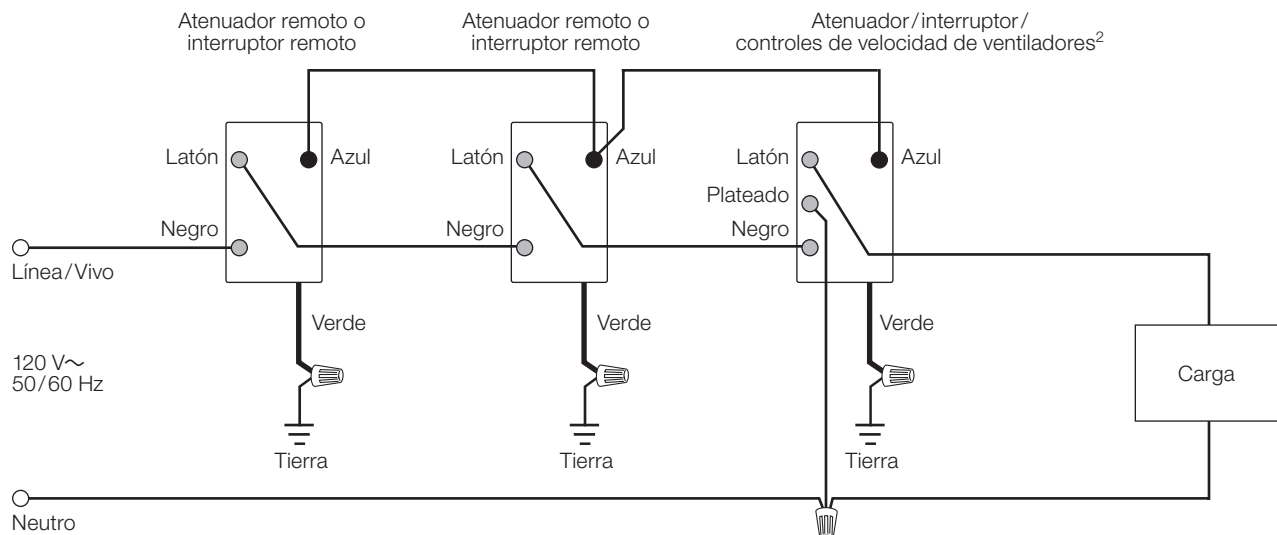 Atenuador remoto o
interruptor remoto
Atenuador remoto o
interruptor remoto
Atenuador/interruptor/
controles de velocidad de ventiladores²
Latón
Azul
Negro
Verde
Tierra
Latón
Azul
Negro
Verde
Tierra
Latón
Azul
Plateado
Negro
Verde
Tierra
Línea/Vivo
120 V~
50/60 Hz
Neutro
Carga